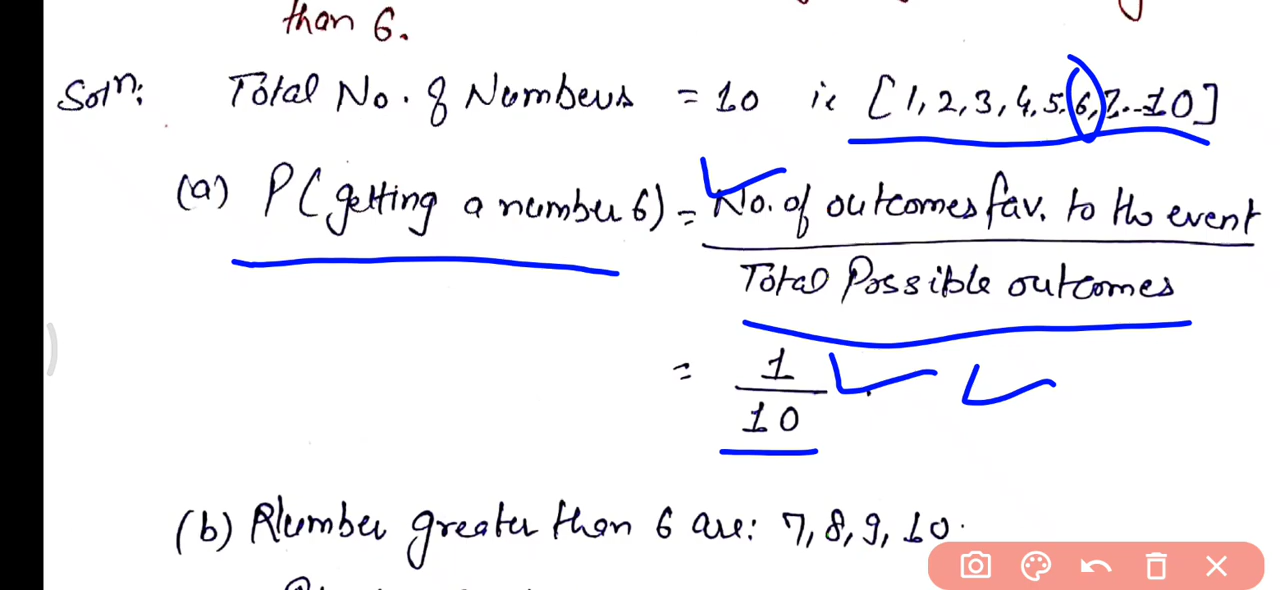 than 6.
Soln: Total No. of Numbers = 10 ie [1, 2, 3, 4, 5, 6, 7...10]
(a) P(getting a number 6) = No. of outcomes fav. to the event
Total Possible outcomes
= 1
10
(b) Number greater than 6 are: 7, 8, 9, 10.